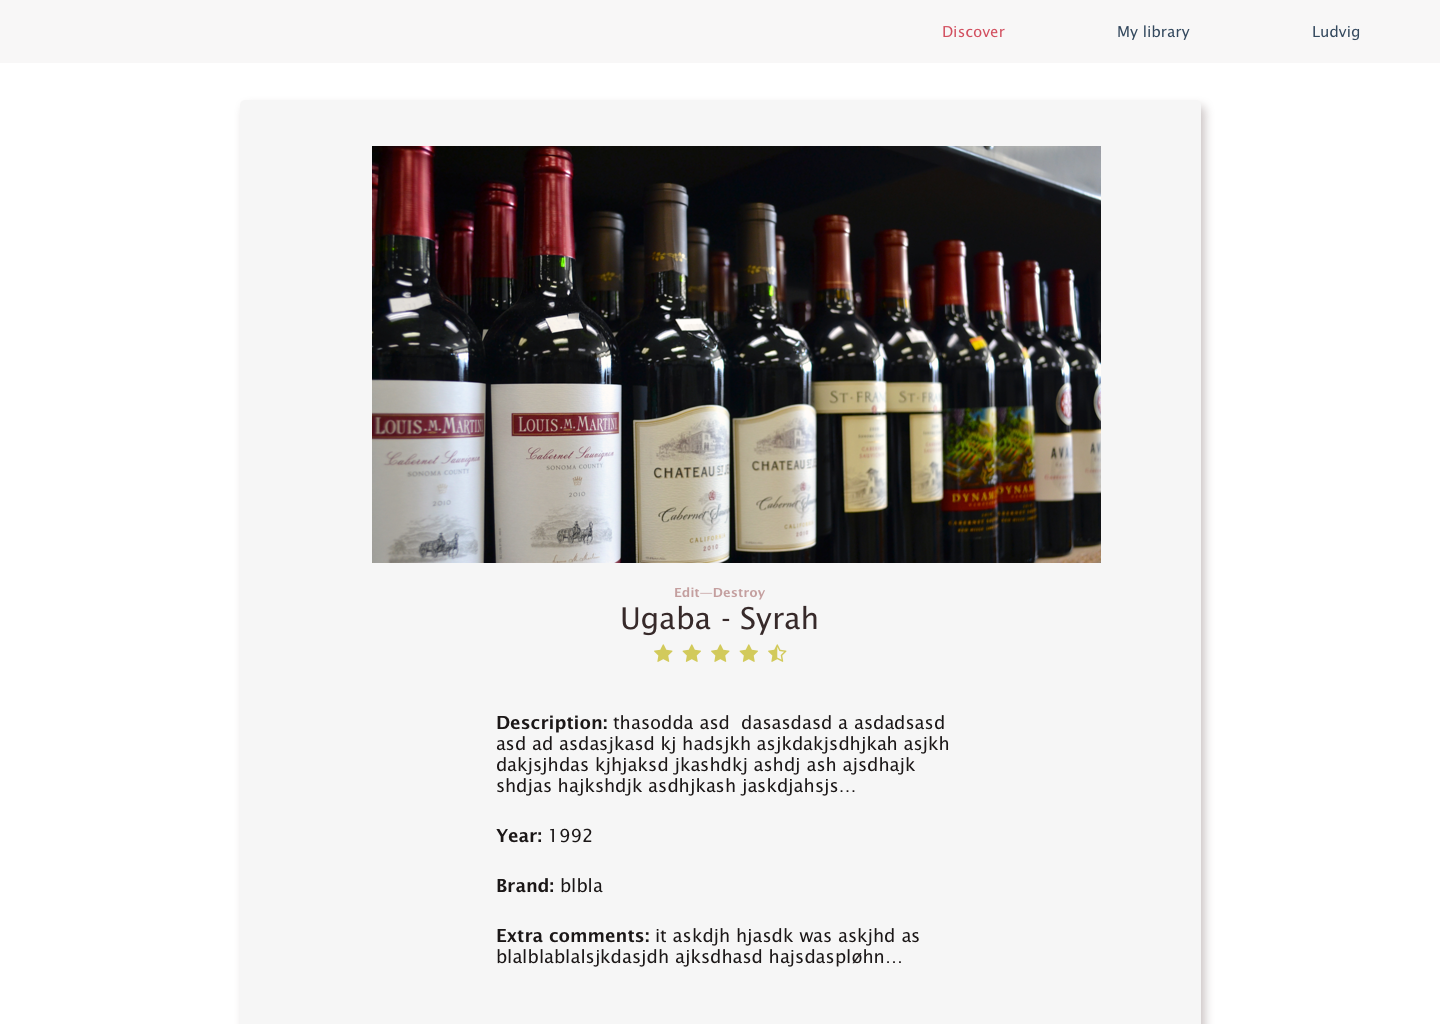 Discover My library Ludvig
LOUIS.M.MARTINI LOUIS.M.MARTINI
Cabernet Sauvignon Cabernet Sauvignon
SONOMA COUNTY SONOMA COUNTY
2010 2010
CHATEAU ST CHATEAU ST
Cabernet Cabernet
CALIFORNIA CALIFORNIA
2010 2010
ST-FRAN ST-FRA
DYNAM DYNAM
AVA A
Edit—Destroy
Ugaba - Syrah
Description: thasodda asd  dasasdasd a asdadsasd
asd ad asdasjkasd kj hadsjkh asjkdakjsdhjkah asjkh
dakjsjhdas kjhjaksd jkashdkj ashdj ash ajsdhajk
shdjas hajkshdjk asdhjkash jaskdjahsjs...
Year: 1992
Brand: blbla
Extra comments: it askdjh hjasdk was askjhd as
blalblablalsjkdasjdh ajksdhasd hajsdaspløhn...